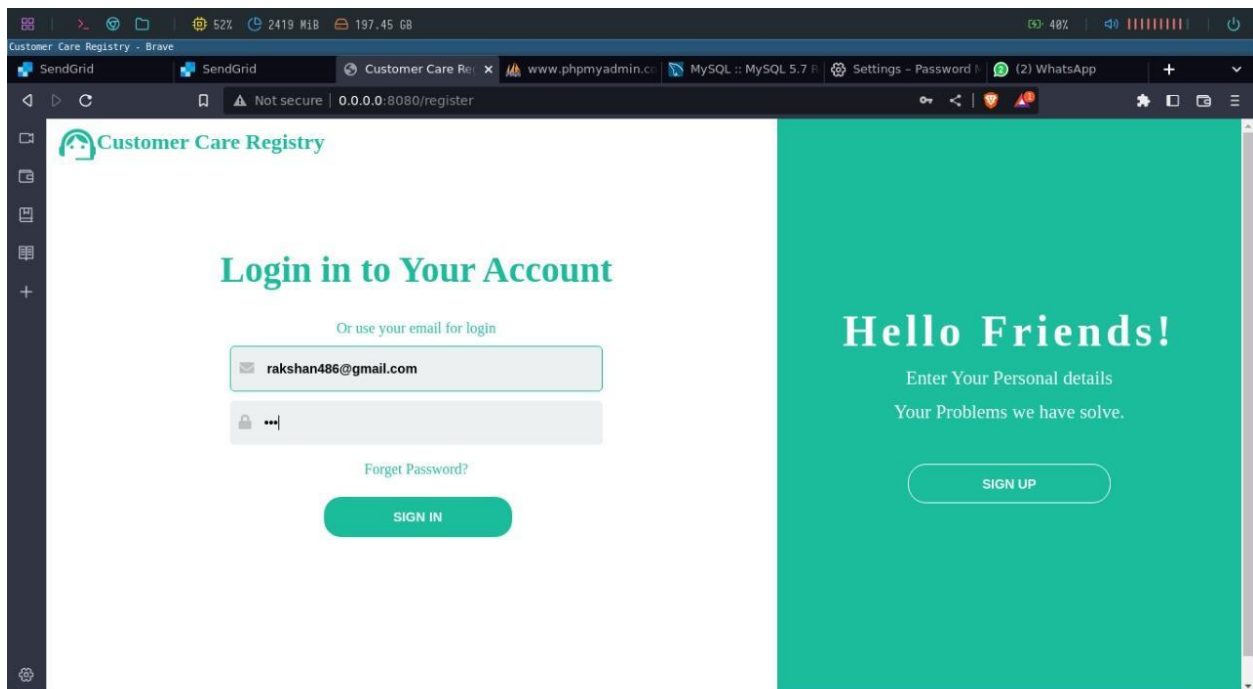 52% 2419 MiB 197.45 GB 40%
Customer Care Registry - Brave
SendGrid SendGrid Customer Care Reg www.phpmyadmin.co MySQL :: MySQL 5.7 R Settings – Password M (2) WhatsApp
Not secure 0.0.0.0:8080/register
Customer Care Registry
Login in to Your Account
Or use your email for login
rakshan486@gmail.com
Forget Password?
SIGN IN
Hello Friends!
Enter Your Personal details
Your Problems we have solve.
SIGN UP